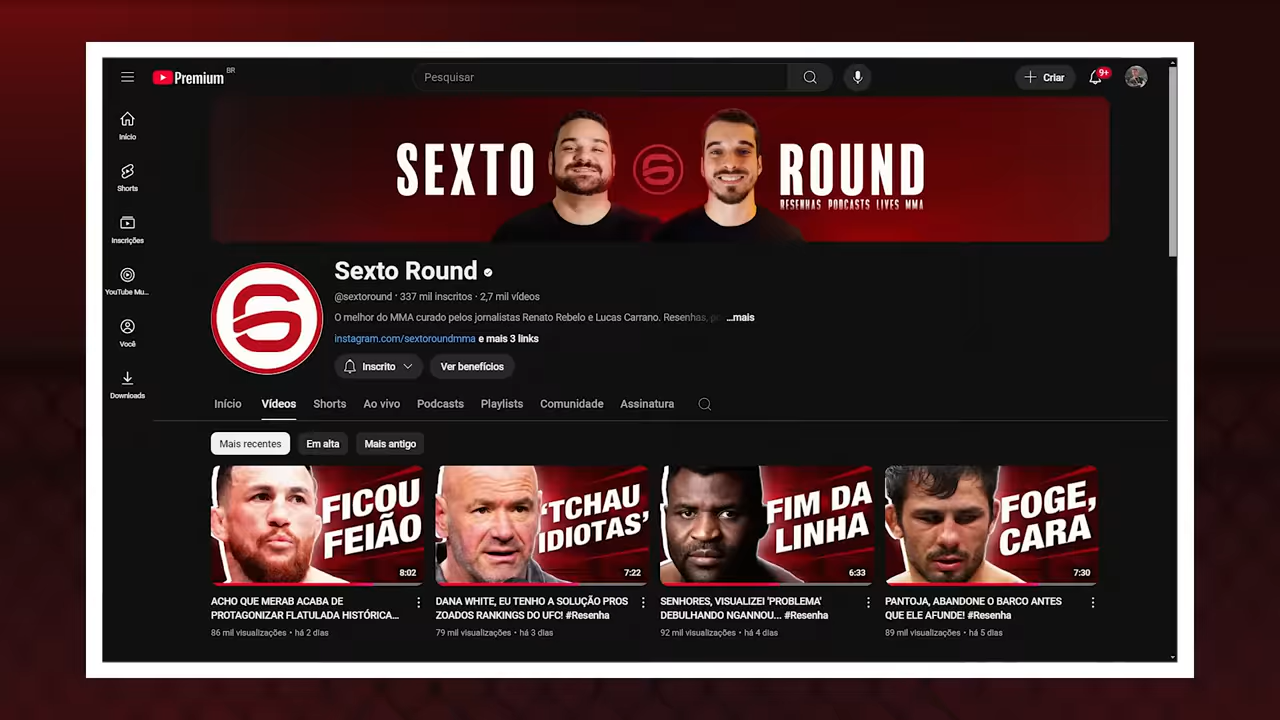 Premium BR
Pesquisar
Criar
9+
Início
Shorts
Inscrições
YouTube Mu...
Você
Downloads
SEXTO ROUND
RESENHAS PODCASTS LIVES MMA
Sexto Round
@sextoround · 337 mil inscritos · 2,7 mil vídeos
O melhor do MMA curado pelos jornalistas Renato Rebelo e Lucas Carrano. Resenhas, ...mais
instagram.com/sextoroundmma e mais 3 links
Inscrito
Ver benefícios
Início Vídeos Shorts Ao vivo Podcasts Playlists Comunidade Assinatura
Mais recentes Em alta Mais antigo
FICOU
FEIÃO
8:02
ACHO QUE MERAB ACABA DE
PROTAGONIZAR FLATULADA HISTÓRICA...
86 mil visualizações • há 2 dias
'TCHAU
IDIOTAS'
7:22
DANA WHITE, EU TENHO A SOLUÇÃO PROS
ZOADOS RANKINGS DO UFC! #Resenha
79 mil visualizações • há 3 dias
FIM DA
LINHA
6:33
SENHORES, VISUALIZEI 'PROBLEMA'
DEBULHANDO NGANNOU... #Resenha
92 mil visualizações • há 4 dias
FOGE,
CARA
7:30
PANTOJA, ABANDONE O BARCO ANTES
QUE ELE AFUNDE! #Resenha
89 mil visualizações • há 5 dias